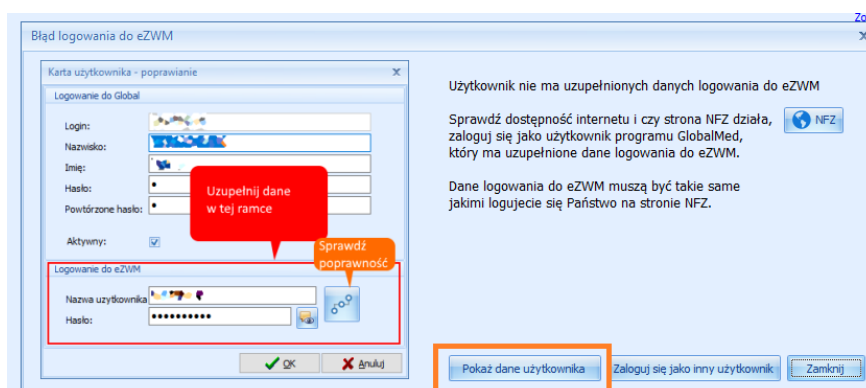 Zo
Błąd logowania do eZWM
x
Karta użytkownika - poprawianie
x
Logowanie do Global
Login:
Nazwisko:
Imię:
Hasło:
Powtórzone hasło:
Aktywny:
Uzupełnij dane
w tej ramce
Sprawdź
poprawność
Logowanie do eZWM
Nazwa uzytkownika
Hasło:
OK
Anuluj
Użytkownik nie ma uzupełnionych danych logowania do eZWM
Sprawdź dostępność internetu i czy strona NFZ działa,
zaloguj się jako użytkownik programu GlobalMed,
który ma uzupełnione dane logowania do eZWM.
NFZ
Dane logowania do eZWM muszą być takie same
jakimi logujecie się Państwo na stronie NFZ.
Pokaż dane użytkownika
Zaloguj się jako inny użytkownik
Zamknij